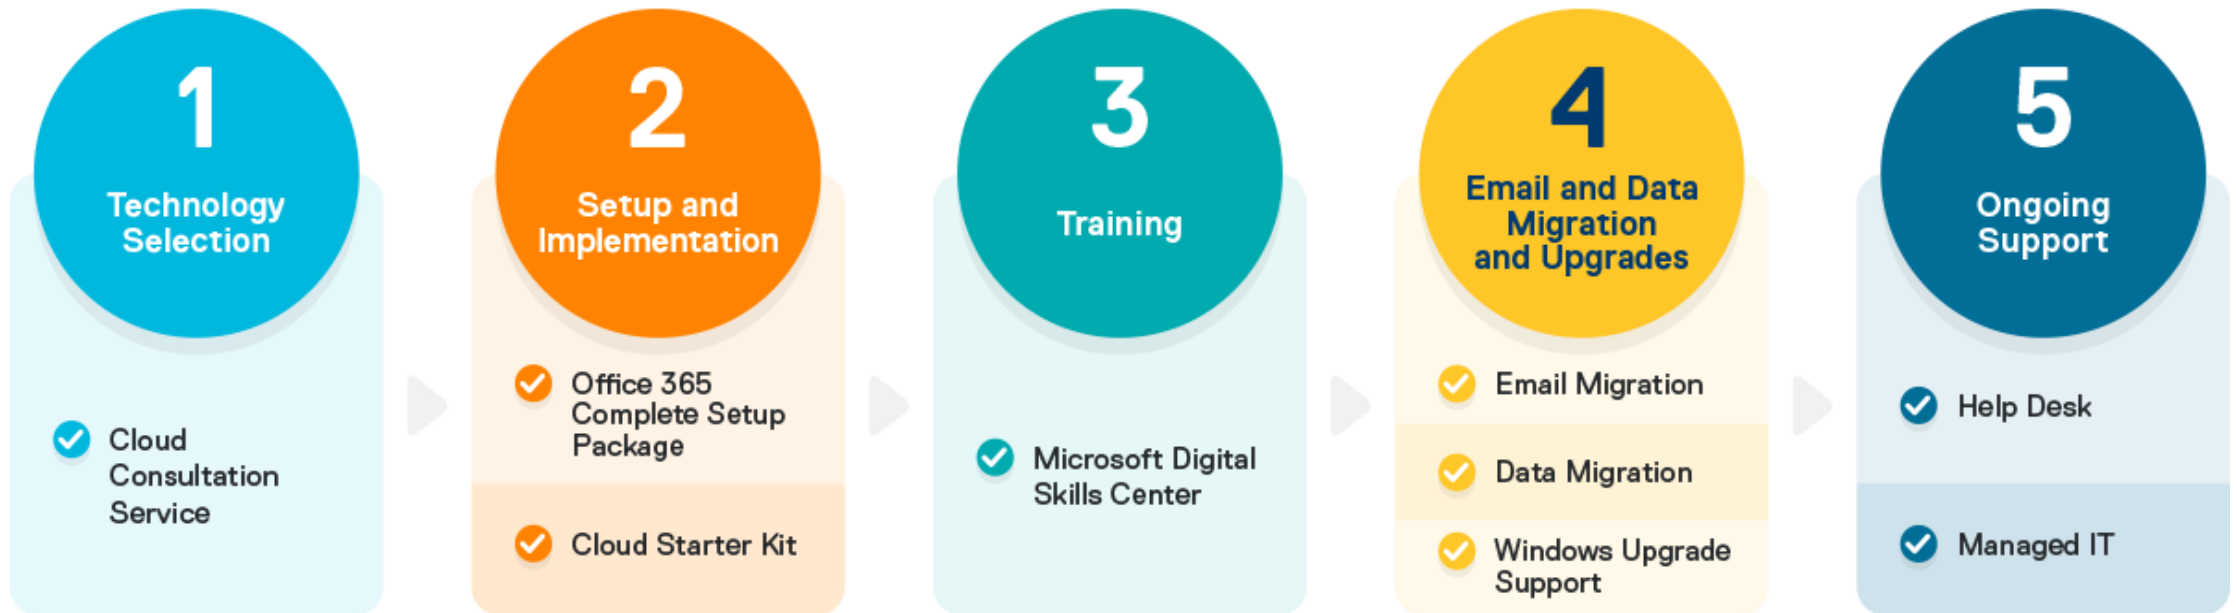 1
Technology
Selection
Cloud
Consultation
Service
2
Setup and
Implementation
Office 365
Complete Setup
Package
Cloud Starter Kit
3
Training
Microsoft Digital
Skills Center
4
Email and Data
Migration
and Upgrades
Email Migration
Data Migration
Windows Upgrade
Support
5
Ongoing
Support
Help Desk
Managed IT